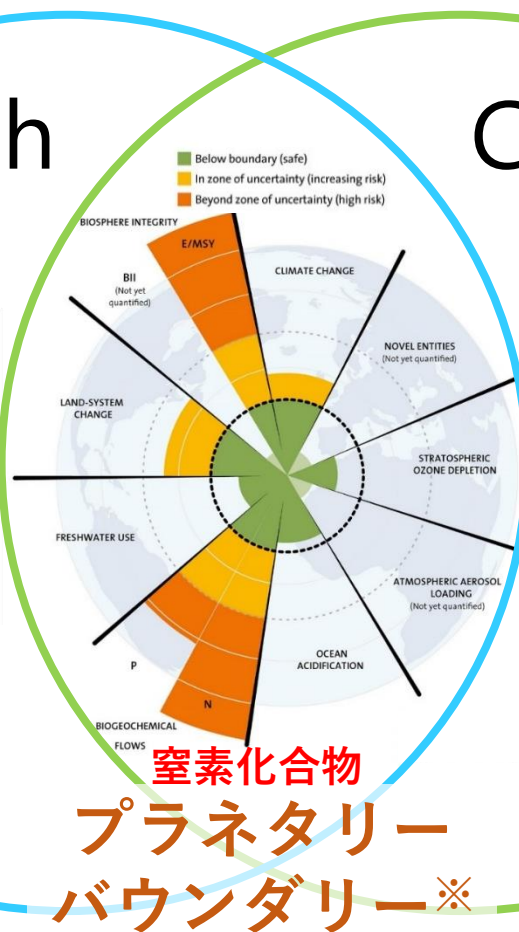 h
C
Below boundary (safe)
In zone of uncertainty (increasing risk)
Beyond zone of uncertainty (high risk)
BIOSPHERE INTEGRITY
E/MSY
CLIMATE CHANGE
BII
(Not yet
quantified)
NOVEL ENTITIES
(Not yet quantified)
LAND-SYSTEM
CHANGE
STRATOSPHERIC
OZONE DEPLETION
FRESHWATER USE
ATMOSPHERIC AEROSOL
LOADING
(Not yet quantified)
OCEAN
ACIDIFICATION
P
N
BIOGEOCHEMICAL
FLOWS
窒素化合物
プラネタリー
バウンダリー※